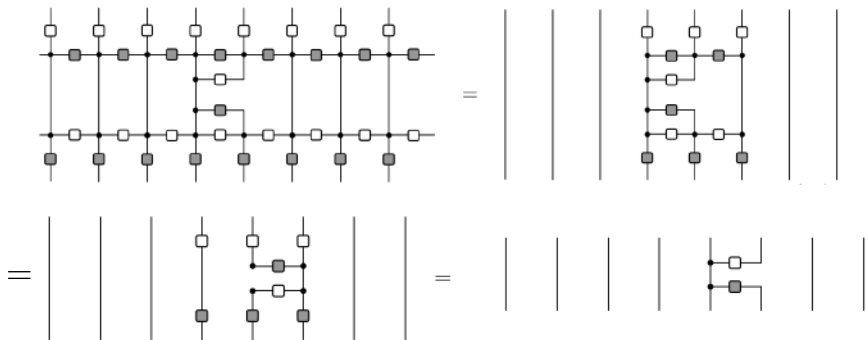 =
=
=